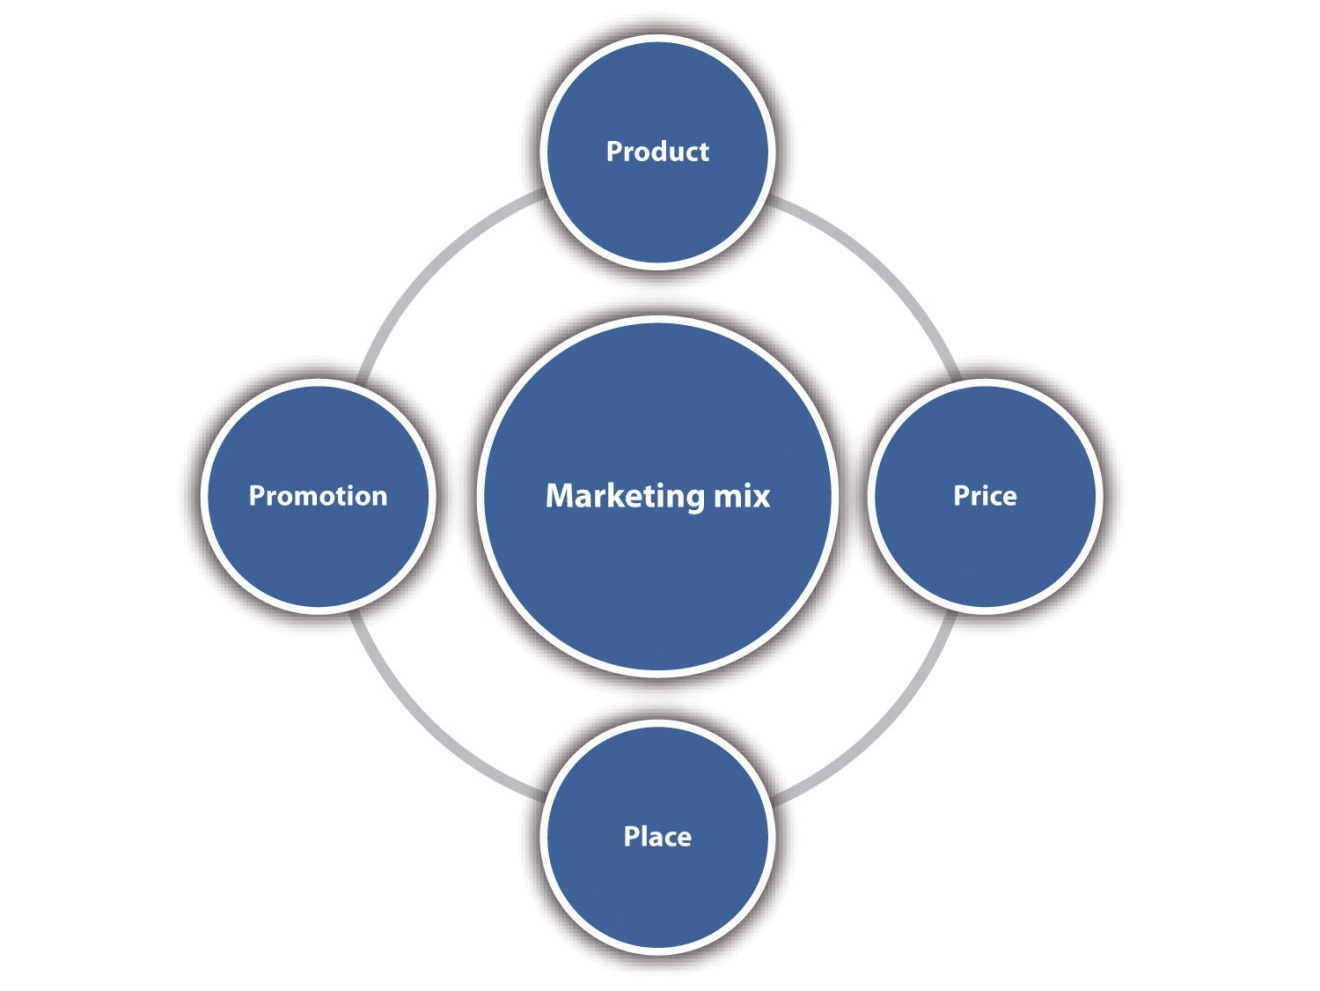 Product
Promotion
Marketing mix
Price
Place